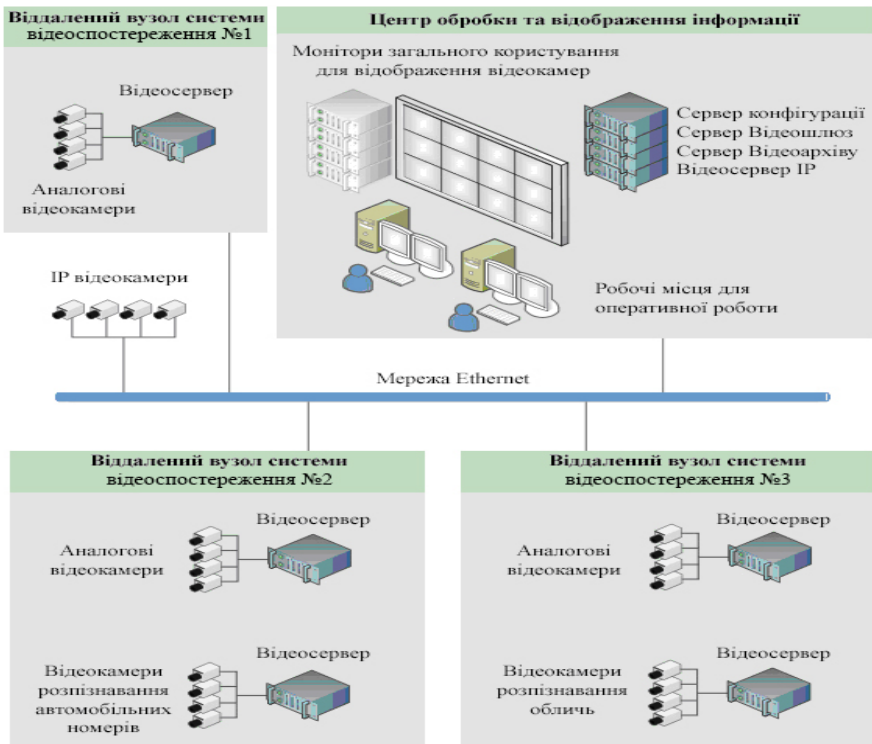 Віддалений вузол системи
відеоспостереження №1
Відеосервер
Аналогові
відеокамери
Центр обробки та відображення інформації
Монітори загального користування
для відображення відеокамер
Сервер конфігурації
Сервер Відеошлюз
Сервер Відеоархіву
Відеосервер IP
Робочі місця для
оперативної роботи
IP відеокамери
Мережа Ethernet
Віддалений вузол системи
відеоспостереження №2
Відеосервер
Аналогові
відеокамери
Відеосервер
Відеокамери
розпізнавання
автомобільних
номерів
Віддалений вузол системи
відеоспостереження №3
Відеосервер
Аналогові
відеокамери
Відеосервер
Відеокамери
розпізнавання
обличь